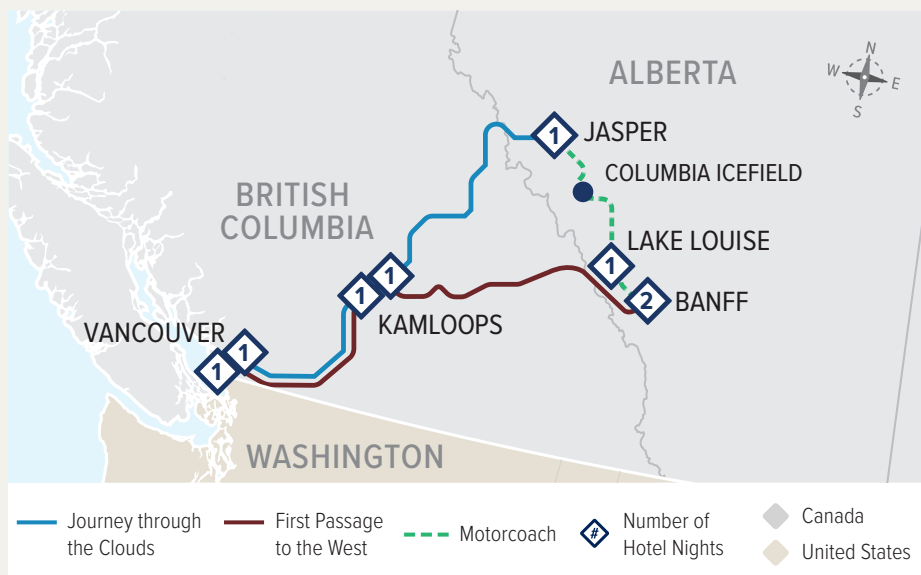 N
W
E
S
ALBERTA
1
JASPER
COLUMBIA ICEFIELD
BRITISH
COLUMBIA
LAKE LOUISE
1
1
1
2
BANFF
KAMLOOPS
VANCOUVER
1
1
WASHINGTON
Journey through
the Clouds
First Passage
to the West
Motorcoach
#
Number of
Hotel Nights
Canada
United States